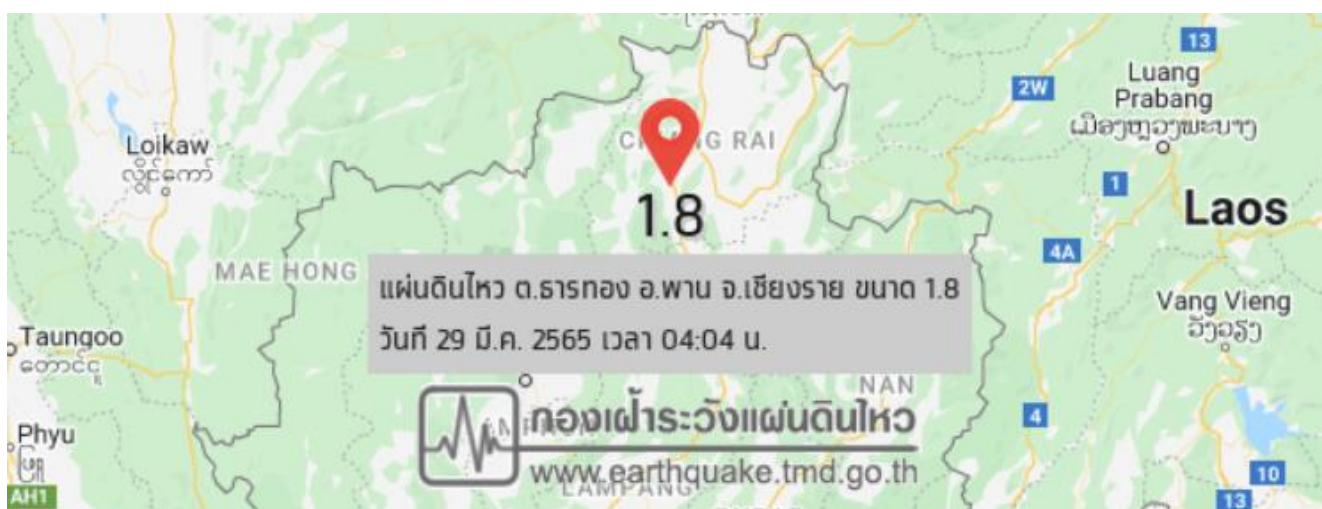 13
Luang
Prabang
ເມືອງຫຼວງພະບາງ
2W
Loikaw
လွိုင်ကော်
RAI
1
1.8
Laos
4A
MAE HONG
แผ่นดินไหว ต.ธารทอง อ.พาน จ.เชียงราย ขนาด 1.8
วันที่ 29 มี.ค. 2565 เวลา 04:04 น.
Vang Vieng
ວັງວຽງ
Taungoo
တောင်ငူ
NAN
4
กองเฝ้าระวังแผ่นดินไหว
www.earthquake.tmd.go.th
Phyu
ဖြူး
LAMPANG
AH1
10
13